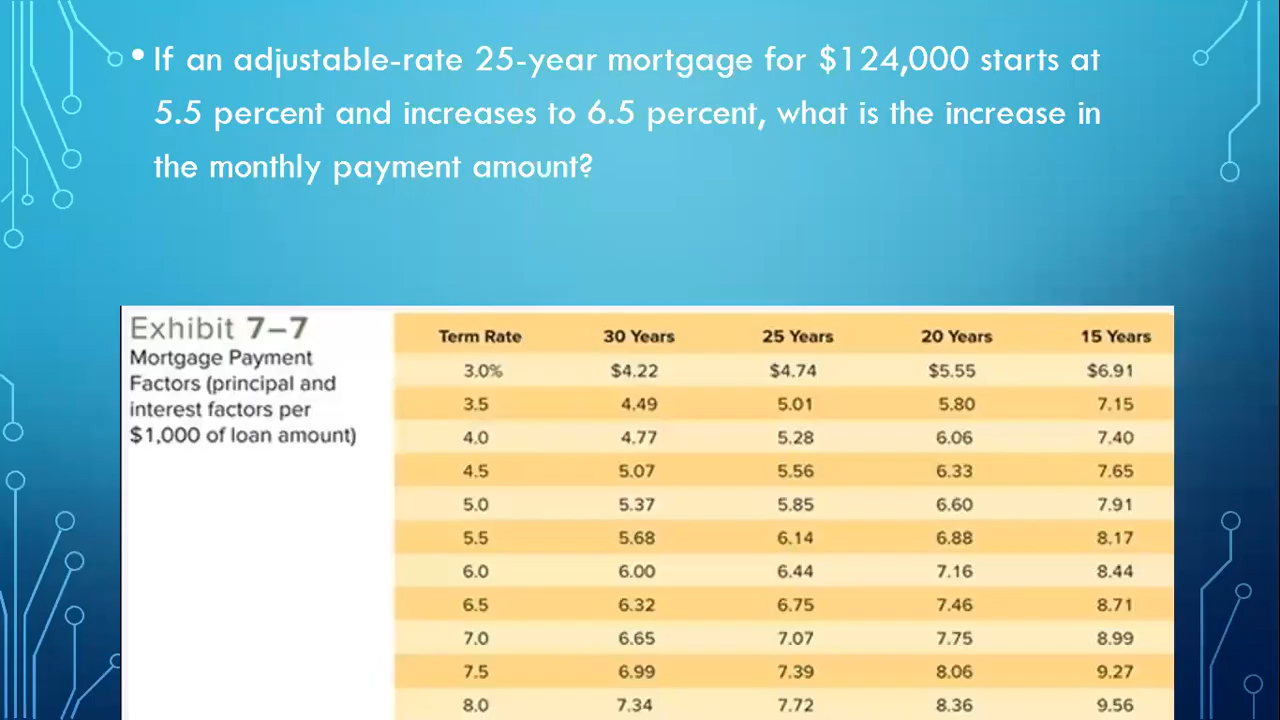 • If an adjustable-rate 25-year mortgage for $124,000 starts at
5.5 percent and increases to 6.5 percent, what is the increase in
the monthly payment amount?
Exhibit 7–7
Mortgage Payment
Factors (principal and
interest factors per
$1,000 of loan amount)
Term Rate 30 Years 25 Years 20 Years 15 Years
3.0% $4.22 $4.74 $5.55 $6.91
3.5 4.49 5.01 5.80 7.15
4.0 4.77 5.28 6.06 7.40
4.5 5.07 5.56 6.33 7.65
5.0 5.37 5.85 6.60 7.91
5.5 5.68 6.14 6.88 8.17
6.0 6.00 6.44 7.16 8.44
6.5 6.32 6.75 7.46 8.71
7.0 6.65 7.07 7.75 8.99
7.5 6.99 7.39 8.06 9.27
8.0 7.34 7.72 8.36 9.56